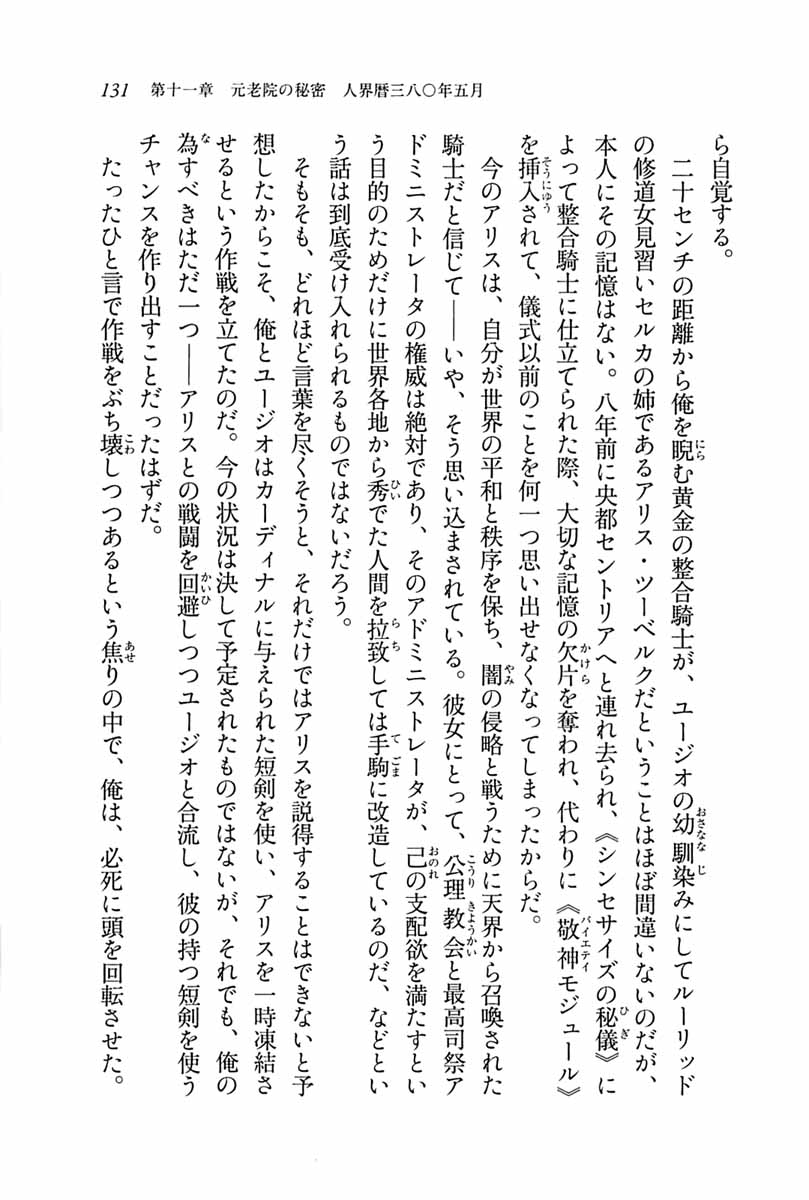 131　第十一章　元老院の秘密　人界暦三八〇年五月
ら自覚する。
　二十センチの距離から俺を睨む黄金の整合騎士が、ユージオの幼馴染みにしてルーリッド
の修道女見習いセルカの姉であるアリス・ツーベルクだということはほぼ間違いないのだが、
本人にその記憶はない。八年前に央都セントリアへと連れ去られ、《シンセサイズの秘儀》に
よって整合騎士に仕立てられた際、大切な記憶の欠片を奪われ、代わりに《敬神モジュール》
を挿入されて、儀式以前のことを何一つ思い出せなくなってしまったからだ。
　今のアリスは、自分が世界の平和と秩序を保ち、闇の侵略と戦うために天界から召喚された
騎士だと信じて――いや、そう思い込まされている。彼女にとって、公理教会と最高司祭ア
ドミニストレータの権威は絶対であり、そのアドミニストレータが、己の支配欲を満たすとい
う目的のためだけに世界各地から秀でた人間を拉致しては手駒に改造しているのだ、などとい
う話は到底受け入れられるものではないだろう。
　そもそも、どれほど言葉を尽くそうと、それだけではアリスを説得することはできないと予
想したからこそ、俺とユージオはカーディナルに与えられた短剣を使い、アリスを一時凍結さ
せるという作戦を立てたのだ。今の状況は決して予定されたものではないが、それでも、俺の
為すべきはただ一つ――アリスとの戦闘を回避しつつユージオと合流し、彼の持つ短剣を使う
チャンスを作り出すことだったはずだ。
　たったひと言で作戦をぶち壊しつつあるという焦りの中で、俺は、必死に頭を回転させた。